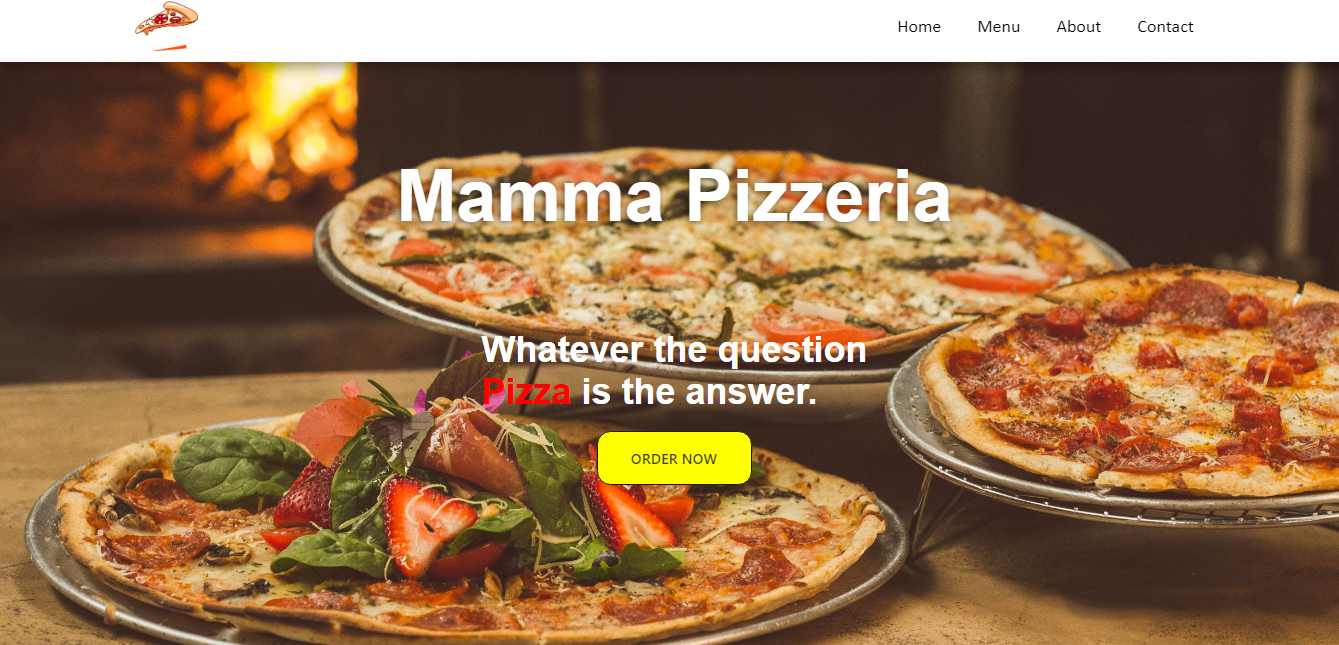 Home Menu About Contact
Mamma Pizzeria
Whatever the question
Pizza is the answer.
ORDER NOW